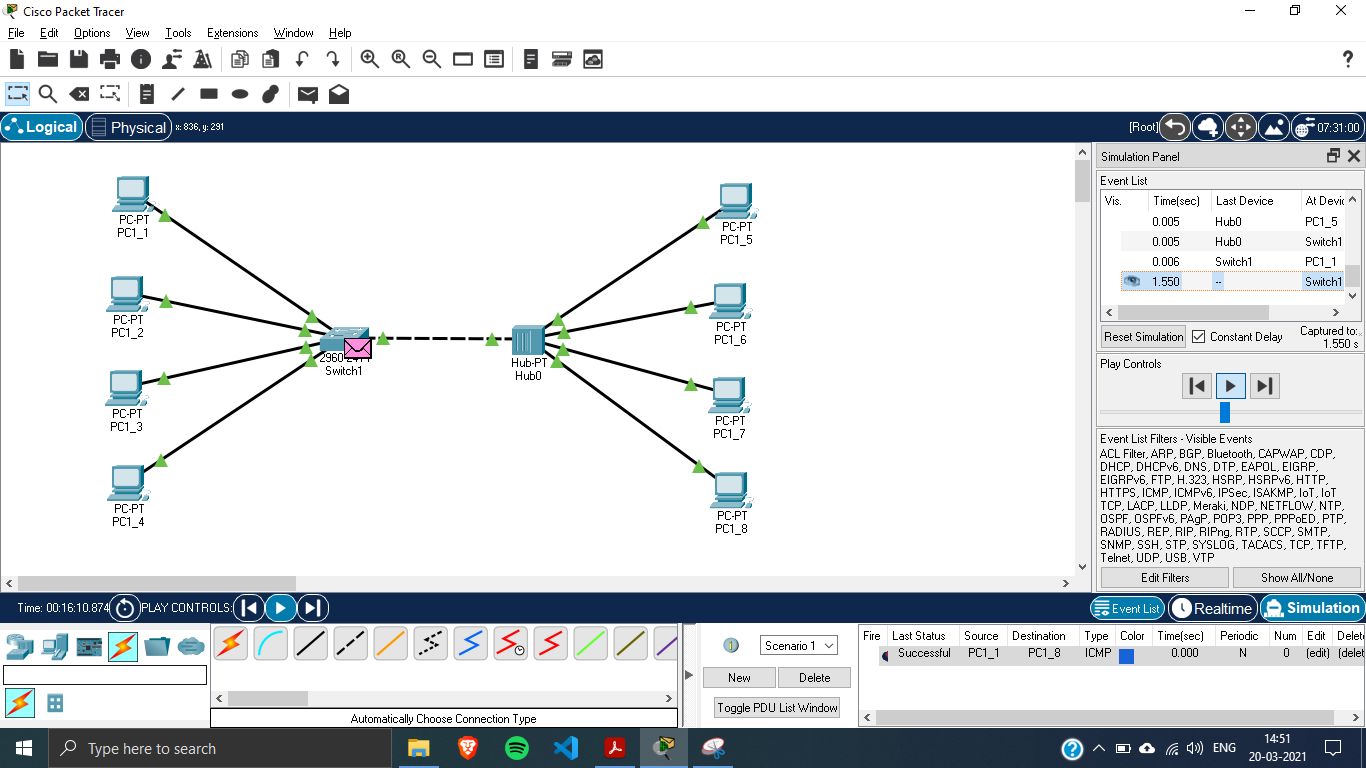 Cisco Packet Tracer
File Edit Options View Tools Extensions Window Help
Logical Physical x: 836, y: 291 [Root] 07:31:00
Simulation Panel
Event List
Vis. Time(sec) Last Device At Devic
0.005 Hub0 PC1_5
0.005 Hub0 Switch1
0.006 Switch1 PC1_1
1.550 -- Switch1
Reset Simulation Constant Delay Captured to:
1.550 s
Play Controls
Event List Filters - Visible Events
ACL Filter, ARP, BGP, Bluetooth, CAPWAP, CDP,
DHCP, DHCPv6, DNS, DTP, EAPOL, EIGRP,
EIGRPv6, FTP, H.323, HSRP, HSRPv6, HTTP,
HTTPS, ICMP, ICMPv6, IPSec, ISAKMP, IoT, IoT
TCP, LACP, LLDP, Meraki, NDP, NETFLOW, NTP,
OSPF, OSPFv6, PAgP, POP3, PPP, PPPoED, PTP,
RADIUS, REP, RIP, RIPng, RTP, SCCP, SMTP,
SNMP, SSH, STP, SYSLOG, TACACS, TCP, TFTP,
Telnet, UDP, USB, VTP
Edit Filters Show All/None
PC-PT
PC1_1
PC-PT
PC1_2
PC-PT
PC1_3
PC-PT
PC1_4
Switch1
Hub-PT
Hub0
PC-PT
PC1_5
PC-PT
PC1_6
PC-PT
PC1_7
PC-PT
PC1_8
Time: 00:16:10.874 PLAY CONTROLS: Event List Realtime Simulation
Automatically Choose Connection Type
Scenario 1
New Delete
Toggle PDU List Window
Fire Last Status Source Destination Type Color Time(sec) Periodic Num Edit Delete
Successful PC1_1 PC1_8 ICMP 0.000 N 0 (edit) (delet
Type here to search
ENG 14:51
20-03-2021